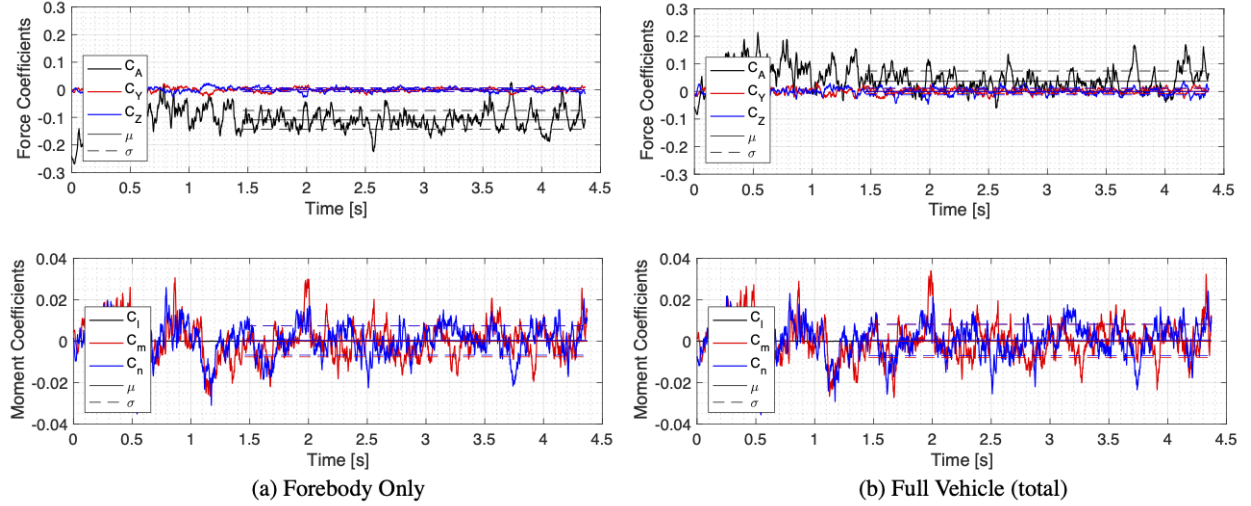 Force Coefficients
0.3
0.2
0.1
0
-0.1
-0.2
-0.3
C_A
C_Y
C_Z
μ
σ
0 0.5 1 1.5 2 2.5 3 3.5 4 4.5
Time [s]
Force Coefficients
0.3
0.2
0.1
0
-0.1
-0.2
-0.3
C_A
C_Y
C_Z
μ
σ
0 0.5 1 1.5 2 2.5 3 3.5 4 4.5
Time [s]
Moment Coefficients
0.04
0.02
0
-0.02
-0.04
C_l
C_m
C_n
μ
σ
0 0.5 1 1.5 2 2.5 3 3.5 4 4.5
Time [s]
(a) Forebody Only
Moment Coefficients
0.04
0.02
0
-0.02
-0.04
C_l
C_m
C_n
μ
σ
0 0.5 1 1.5 2 2.5 3 3.5 4 4.5
Time [s]
(b) Full Vehicle (total)